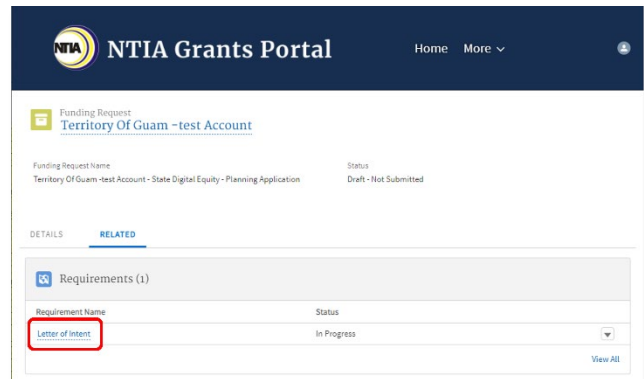 NTIA
NTIA Grants Portal
Home More
Funding Request
Territory Of Guam -test Account
Funding Request Name
Status
Territory Of Guam -test Account - State Digital Equity - Planning Application
Draft - Not Submitted
DETAILS RELATED
Requirements (1)
Requirement Name
Status
Letter of Intent
In Progress
View All